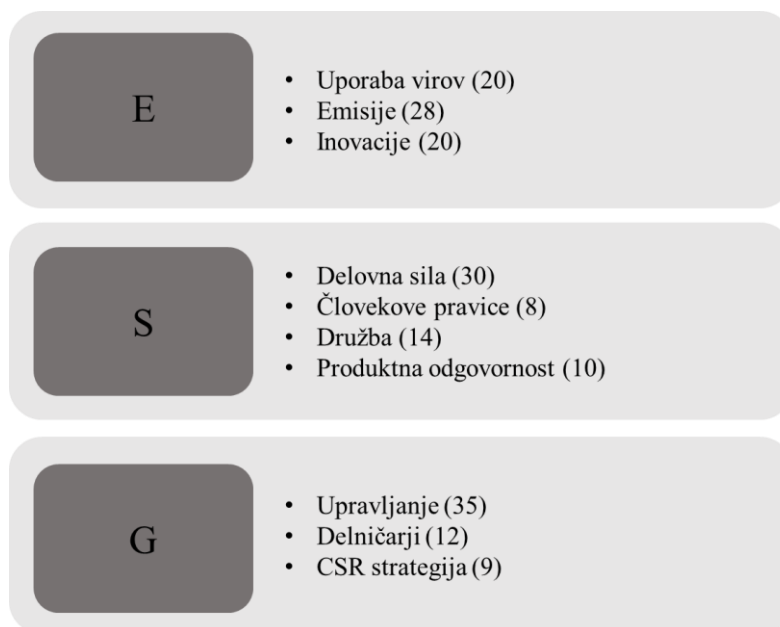 E
• Uporaba virov (20)
• Emisije (28)
• Inovacije (20)
S
• Delovna sila (30)
• Človekove pravice (8)
• Družba (14)
• Produktna odgovornost (10)
G
• Upravljanje (35)
• Delničarji (12)
• CSR strategija (9)